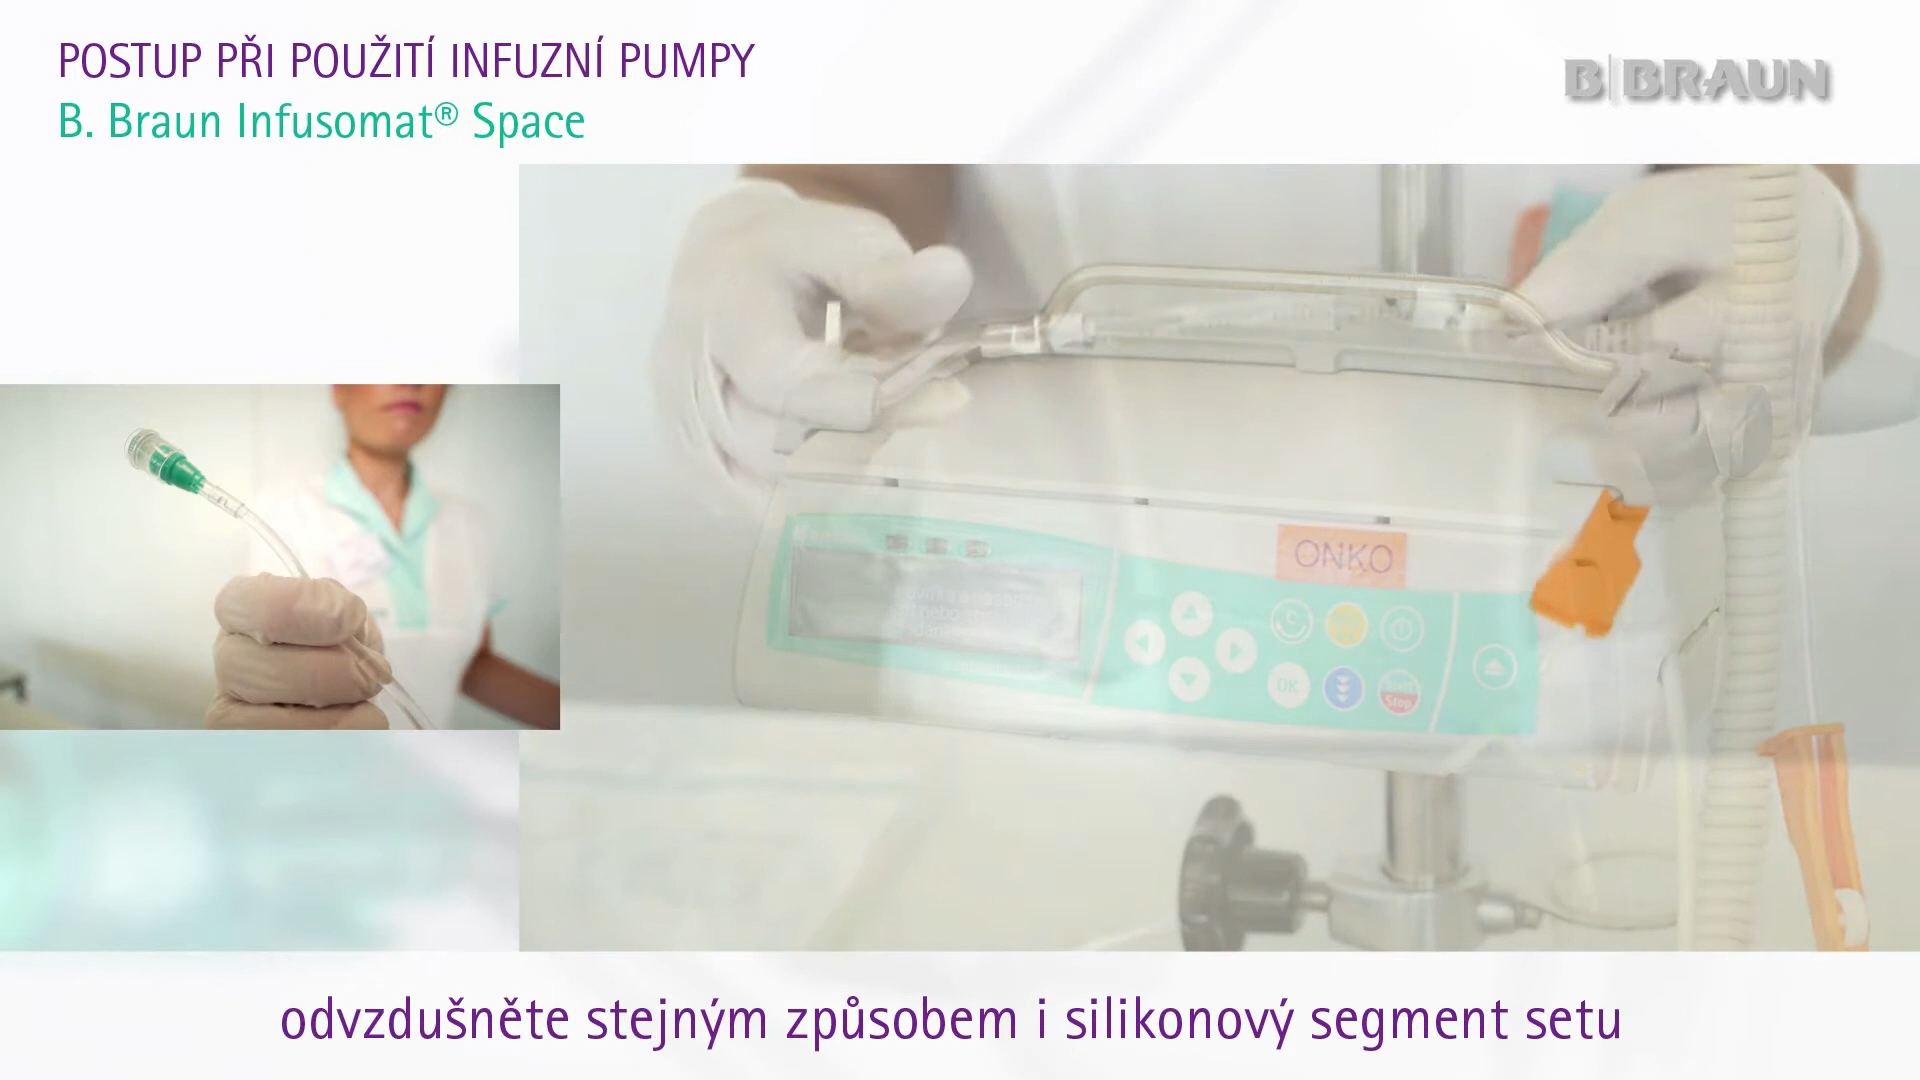 POSTUP PŘI POUŽITÍ INFUZNÍ PUMPY
B. Braun Infusomat® Space
B|BRAUN
ONKO
C
OK
Stop
odvzdušněte stejným způsobem i silikonový segment setu